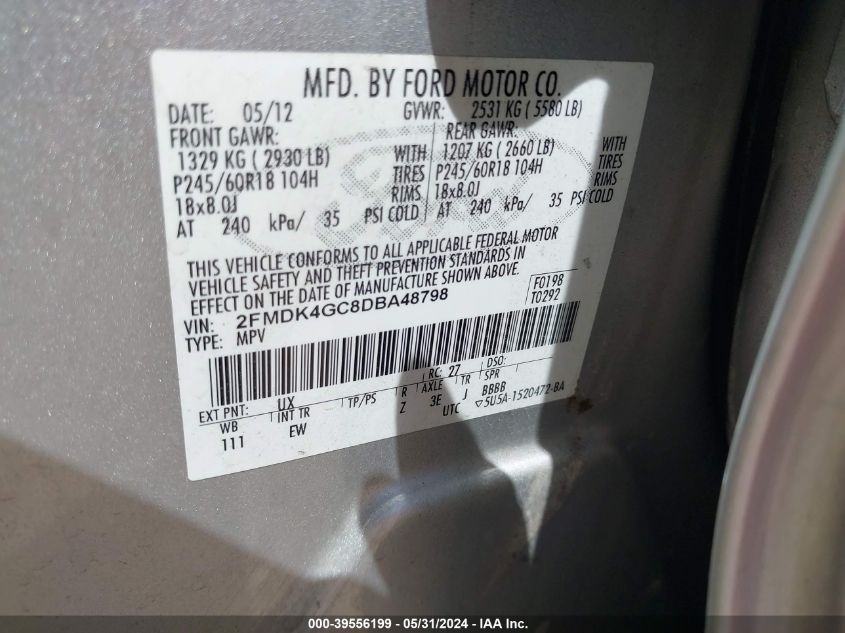 MFD. BY FORD MOTOR CO.
DATE: 05/12 GVWR: 2531 KG ( 5580 LB)
FRONT GAWR: REAR GAWR:
1329 KG ( 2930 LB) WITH 1207 KG ( 2660 LB) WITH
P245/60R18 104H TIRES P245/60R18 104H TIRES
18x8.0J RIMS 18x8.0J RIMS
AT 240 kPa/ 35 PSI COLD AT 240 kPa/ 35 PSI COLD
THIS VEHICLE CONFORMS TO ALL APPLICABLE FEDERAL MOTOR
VEHICLE SAFETY AND THEFT PREVENTION STANDARDS IN
EFFECT ON THE DATE OF MANUFACTURE SHOWN ABOVE.
F0198
T0292
VIN: 2FMDK4GC8DBA48798
TYPE: MPV
RC: 27 DSO:
EXT PNT: UX
WB INT TR TP/PS R AXLE TR SPR
111 EW Z 3E J BBBB
UTC ▽5U5A-1520472-BA
000-39556199 / 05/31/2024 - IAA Inc.